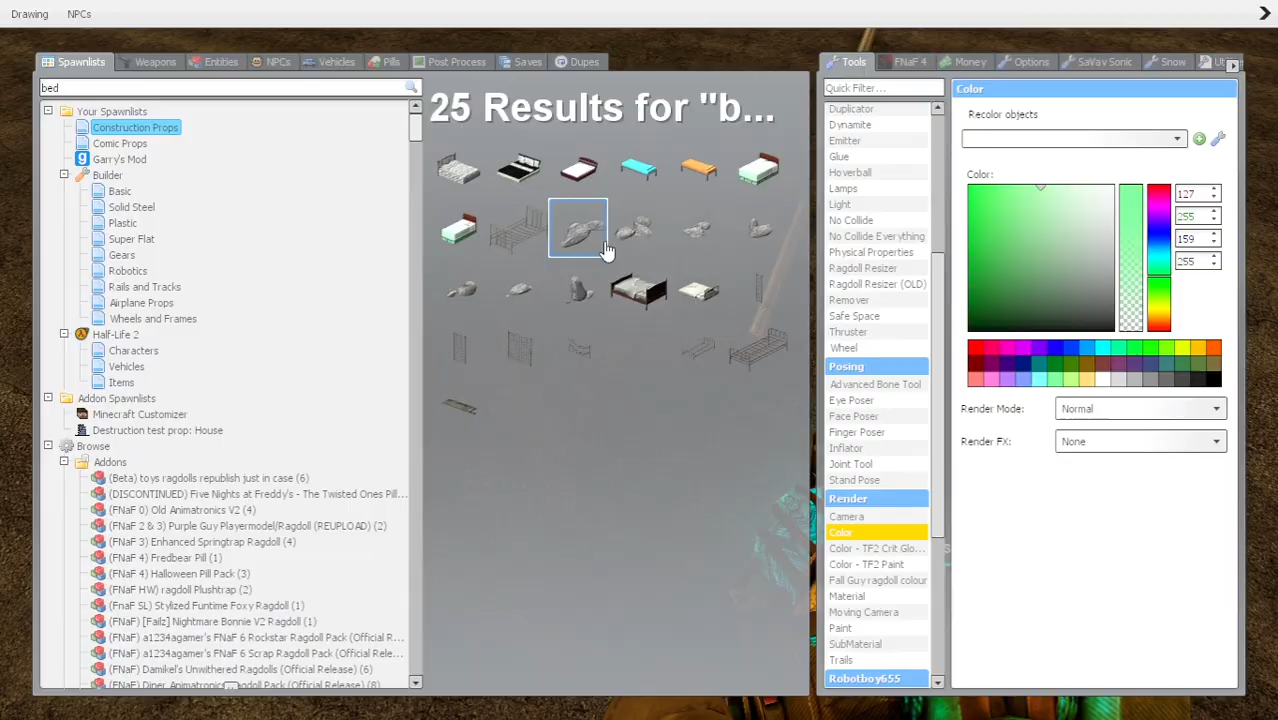 Drawing NPCs
Spawnlists Weapons Entities NPCs Vehicles Pills Post Process Saves Dupes
bed
Your Spawnlists
Construction Props
Comic Props
Garry's Mod
Builder
Basic
Solid Steel
Plastic
Super Flat
Gears
Robotics
Rails and Tracks
Airplane Props
Wheels and Frames
Half-Life 2
Characters
Vehicles
Items
Addon Spawnlists
Minecraft Customizer
Destruction test prop: House
Browse
Addons
(Beta) toys ragdolls republish just in case (6)
(DISCONTINUED) Five Nights at Freddy's - The Twisted Ones Pill...
(FNaF 0) Old Animatronics V2 (4)
(FNAF 2 & 3) Purple Guy Playermodel/Ragdoll (REUPLOAD) (2)
(FNaF 3) Enhanced Springtrap Ragdoll (4)
(FNaF 4) Fredbear Pill (1)
(FNaF 4) Halloween Pill Pack (3)
(FNaF HW) ragdoll Plushtrap (2)
(FnaF SL) Stylized Funtime Foxy Ragdoll (1)
(FNaF) [Failz] Nightmare Bonnie V2 Ragdoll (1)
(FNaF) a1234agamer's FNaF 6 Rockstar Ragdoll Pack (Official R...
(FNaF) a1234agamer's FNaF 6 Scrap Ragdoll Pack (Official Rele...
(FNaF) Damikel's Unwithered Ragdolls (Official Release) (6)
(FNaF) Diner Animatronics Ragdoll Pack (Official Release) (8)
25 Results for "b...
Tools FNaF 4 Money Options SaVav Sonic Snow
Quick Filter...
Duplicator
Dynamite
Emitter
Glue
Hoverball
Lamps
Light
No Collide
No Collide Everything
Physical Properties
Ragdoll Resizer
Ragdoll Resizer (OLD)
Remover
Safe Space
Thruster
Wheel
Posing
Advanced Bone Tool
Eye Poser
Face Poser
Finger Poser
Inflator
Joint Tool
Stand Pose
Render
Camera
Color
Color - TF2 Crit Glo...
Color - TF2 Paint
Fall Guy ragdoll colour
Material
Moving Camera
Paint
SubMaterial
Trails
Robotboy655
Color
Recolor objects
Color:
127
255
159
255
Render Mode: Normal
Render FX: None